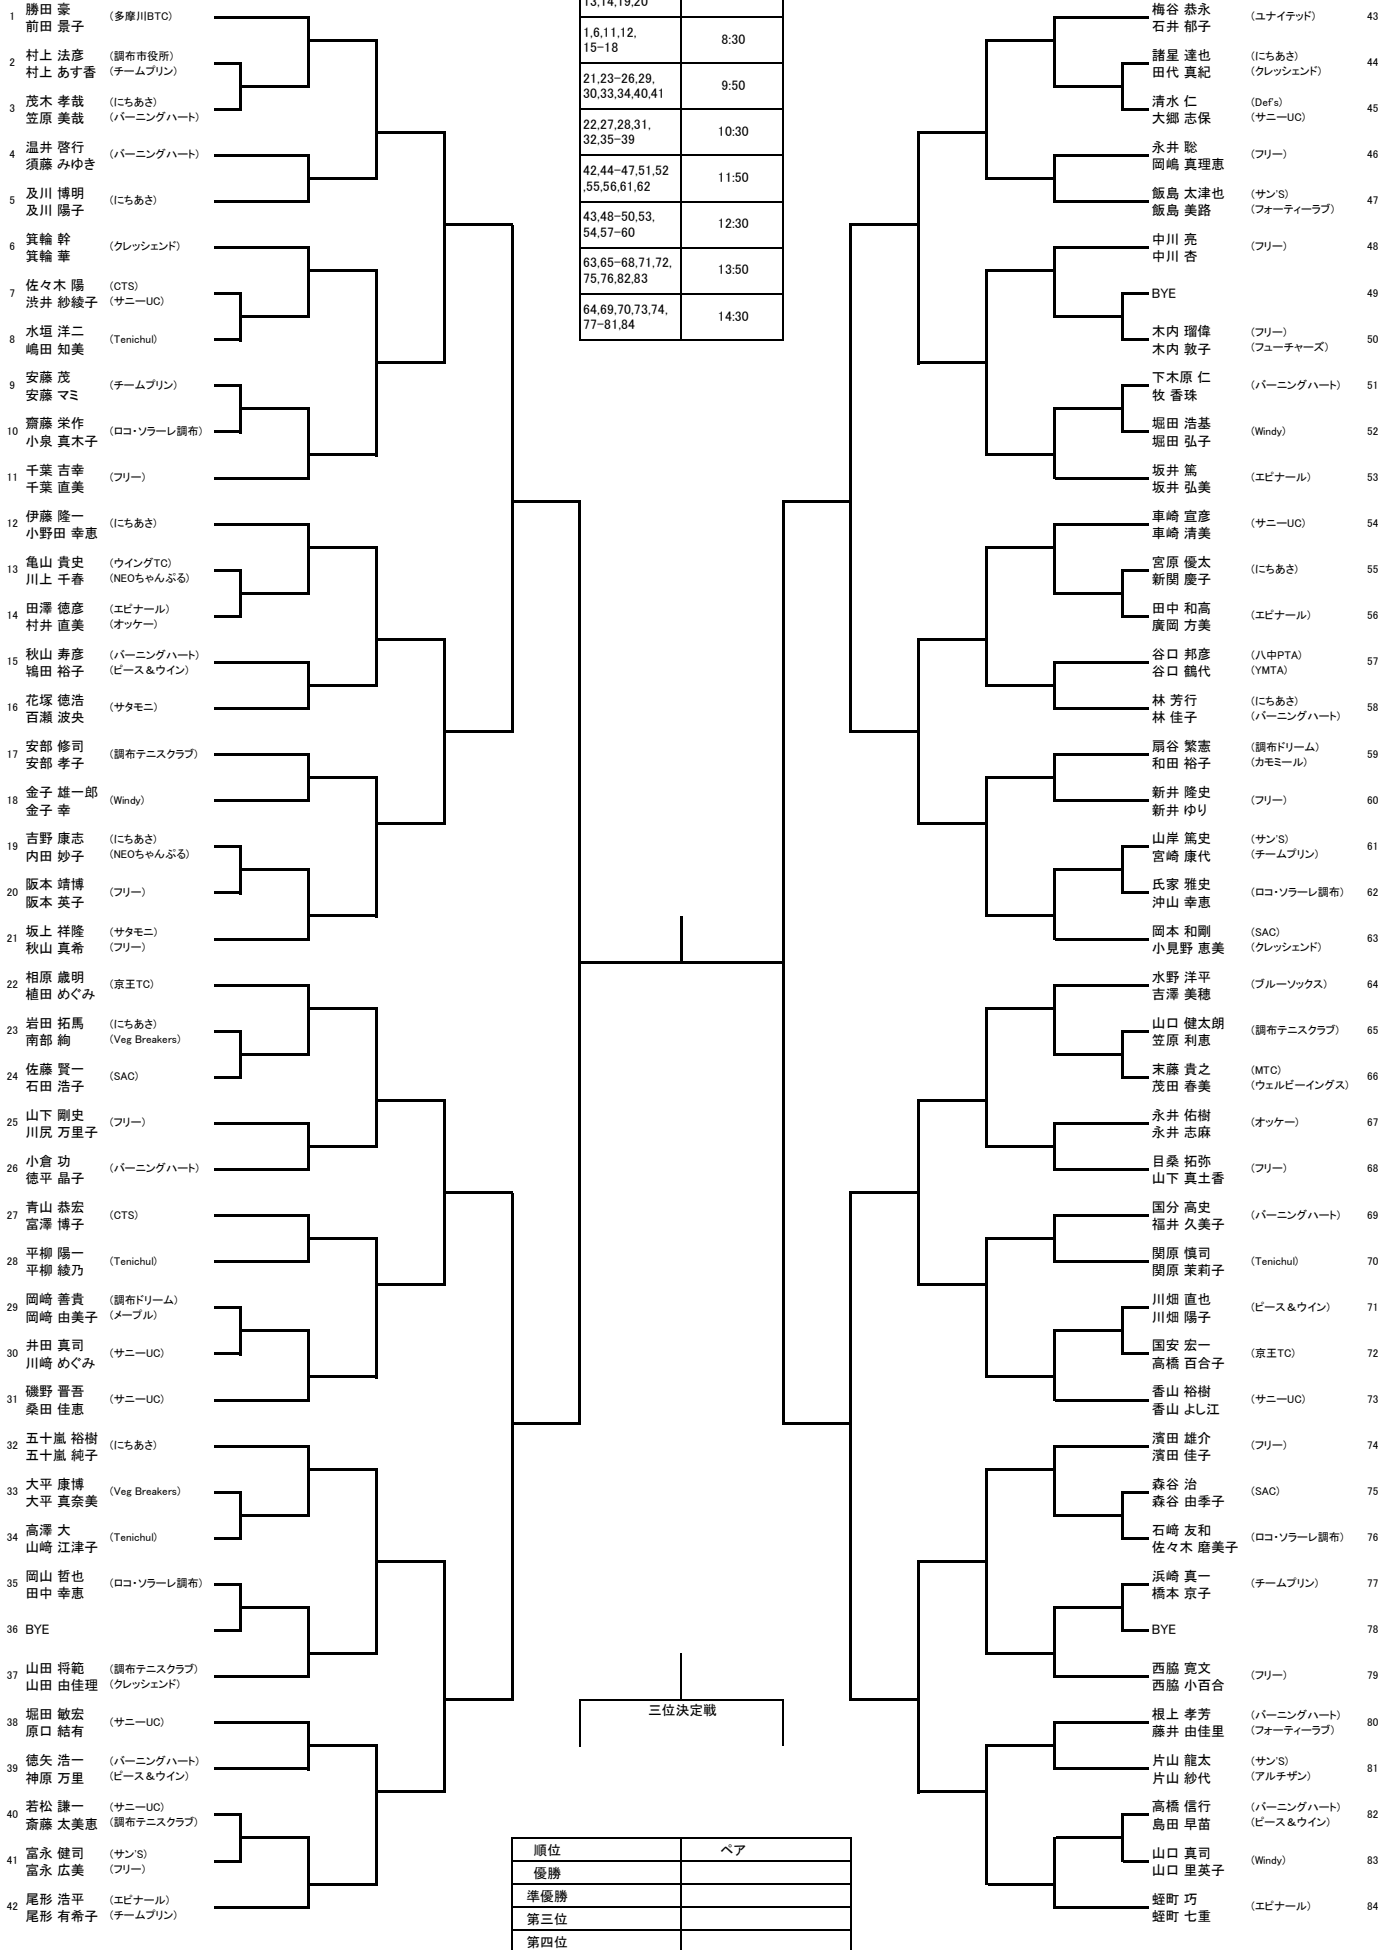 1 勝田 豪 (多摩川BTC)
前田 景子
2 村上 法彦 (調布市役所)
村上 あす香 (チームプリン)
3 茂木 孝哉 (にちあさ)
笠原 美哉 (バーニングハート)
4 温井 啓行 (バーニングハート)
須藤 みゆき
5 及川 博明 (にちあさ)
及川 陽子
6 箕輪 幹 (クレッシェンド)
箕輪 華
7 佐々木 陽 (CTS)
渋井 紗綾子 (サニーUC)
8 水垣 洋二 (Tenichul)
嶋田 知美
9 安藤 茂 (チームプリン)
安藤 マミ
10 齋藤 栄作 (ロコ・ソラーレ調布)
小泉 真木子
11 千葉 吉幸 (フリー)
千葉 直美
12 伊藤 隆一 (にちあさ)
小野田 幸恵
13 亀山 貴史 (ウイングTC)
川上 千春 (NEOちゃんぷる)
14 田澤 徳彦 (エピナール)
村井 直美 (オッケー)
15 秋山 寿彦 (バーニングハート)
鴇田 裕子 (ピース&ウイン)
16 花塚 徳浩 (サタモニ)
百瀬 波央
17 安部 修司 (調布テニスクラブ)
安部 孝子
18 金子 雄一郎 (Windy)
金子 幸
19 吉野 康志 (にちあさ)
内田 妙子 (NEOちゃんぷる)
20 阪本 靖博 (フリー)
阪本 英子
21 坂上 祥隆 (サタモニ)
秋山 真希 (フリー)
22 相原 歳明 (京王TC)
植田 めぐみ
23 岩田 拓馬 (にちあさ)
南部 絢 (Veg Breakers)
24 佐藤 賢一 (SAC)
石田 浩子
25 山下 剛史 (フリー)
川尻 万里子
26 小倉 功 (バーニングハート)
徳平 晶子
27 青山 恭宏 (CTS)
富澤 博子
28 平柳 陽一 (Tenichul)
平柳 綾乃
29 岡﨑 善貴 (調布ドリーム)
岡﨑 由美子 (メープル)
30 井田 真司 (サニーUC)
川﨑 めぐみ
31 磯野 晋吾 (サニーUC)
桑田 佳恵
32 五十嵐 裕樹 (にちあさ)
五十嵐 純子
33 大平 康博 (Veg Breakers)
大平 真奈美
34 高澤 大 (Tenichul)
山﨑 江津子
35 岡山 哲也 (ロコ・ソラーレ調布)
田中 幸恵
36 BYE
37 山田 将範 (調布テニスクラブ)
山田 由佳理 (クレッシェンド)
38 堀田 敏宏 (サニーUC)
原口 結有
39 徳矢 浩一 (バーニングハート)
神原 万里 (ピース&ウイン)
40 若松 謙一 (サニーUC)
斎藤 太美恵 (調布テニスクラブ)
41 富永 健司 (サン'S)
富永 広美 (フリー)
42 尾形 浩平 (エピナール)
尾形 有希子 (チームプリン)
13,14,19,20
1,6,11,12,
15-18 8:30
21,23-26,29,
30,33,34,40,41 9:50
22,27,28,31,
32,35-39 10:30
42,44-47,51,52
,55,56,61,62 11:50
43,48-50,53,
54,57-60 12:30
63,65-68,71,72,
75,76,82,83 13:50
64,69,70,73,74,
77-81,84 14:30
三位決定戦
順位 ペア
優勝
準優勝
第三位
第四位
梅谷 恭永 (ユナイテッド) 43
石井 郁子
諸星 達也 (にちあさ) 44
田代 真紀 (クレッシェンド)
清水 仁 (Def's) 45
大郷 志保 (サニーUC)
永井 聡 (フリー) 46
岡嶋 真理恵
飯島 太津也 (サン'S) 47
飯島 美路 (フォーティーラブ)
中川 亮 (フリー) 48
中川 杏
BYE 49
木内 瑠偉 (フリー) 50
木内 敦子 (フューチャーズ)
下木原 仁 (バーニングハート) 51
牧 香珠
堀田 浩基 (Windy) 52
堀田 弘子
坂井 篤 (エピナール) 53
坂井 弘美
車崎 宣彦 (サニーUC) 54
車崎 清美
宮原 優太 (にちあさ) 55
新関 慶子
田中 和高 (エピナール) 56
廣岡 方美
谷口 邦彦 (八中PTA) 57
谷口 鶴代 (YMTA)
林 芳行 (にちあさ) 58
林 佳子 (バーニングハート)
扇谷 繁憲 (調布ドリーム) 59
和田 裕子 (カモミール)
新井 隆史 (フリー) 60
新井 ゆり
山岸 篤史 (サン'S) 61
宮崎 康代 (チームプリン)
氏家 雅史 (ロコ・ソラーレ調布) 62
沖山 幸恵
岡本 和剛 (SAC) 63
小見野 恵美 (クレッシェンド)
水野 洋平 (ブルーソックス) 64
吉澤 美穂
山口 健太朗 (調布テニスクラブ) 65
笠原 利恵
末藤 貴之 (MTC) 66
茂田 春美 (ウェルビーイングス)
永井 佑樹 (オッケー) 67
永井 志麻
目桑 拓弥 (フリー) 68
山下 真土香
国分 高史 (バーニングハート) 69
福井 久美子
関原 慎司 (Tenichul) 70
関原 茉莉子
川畑 直也 (ピース&ウイン) 71
川畑 陽子
国安 宏一 (京王TC) 72
高橋 百合子
香山 裕樹 (サニーUC) 73
香山 よし江
濱田 雄介 (フリー) 74
濱田 佳子
森谷 治 (SAC) 75
森谷 由季子
石﨑 友和 (ロコ・ソラーレ調布) 76
佐々木 磨美子
浜崎 真一 (チームプリン) 77
橋本 京子
BYE 78
西脇 寛文 (フリー) 79
西脇 小百合
根上 孝芳 (バーニングハート) 80
藤井 由佳里 (フォーティーラブ)
片山 龍太 (サン'S) 81
片山 紗代 (アルチザン)
高橋 信行 (バーニングハート) 82
島田 早苗 (ピース&ウイン)
山口 真司 (Windy) 83
山口 里英子
蛭町 巧 (エピナール) 84
蛭町 七重